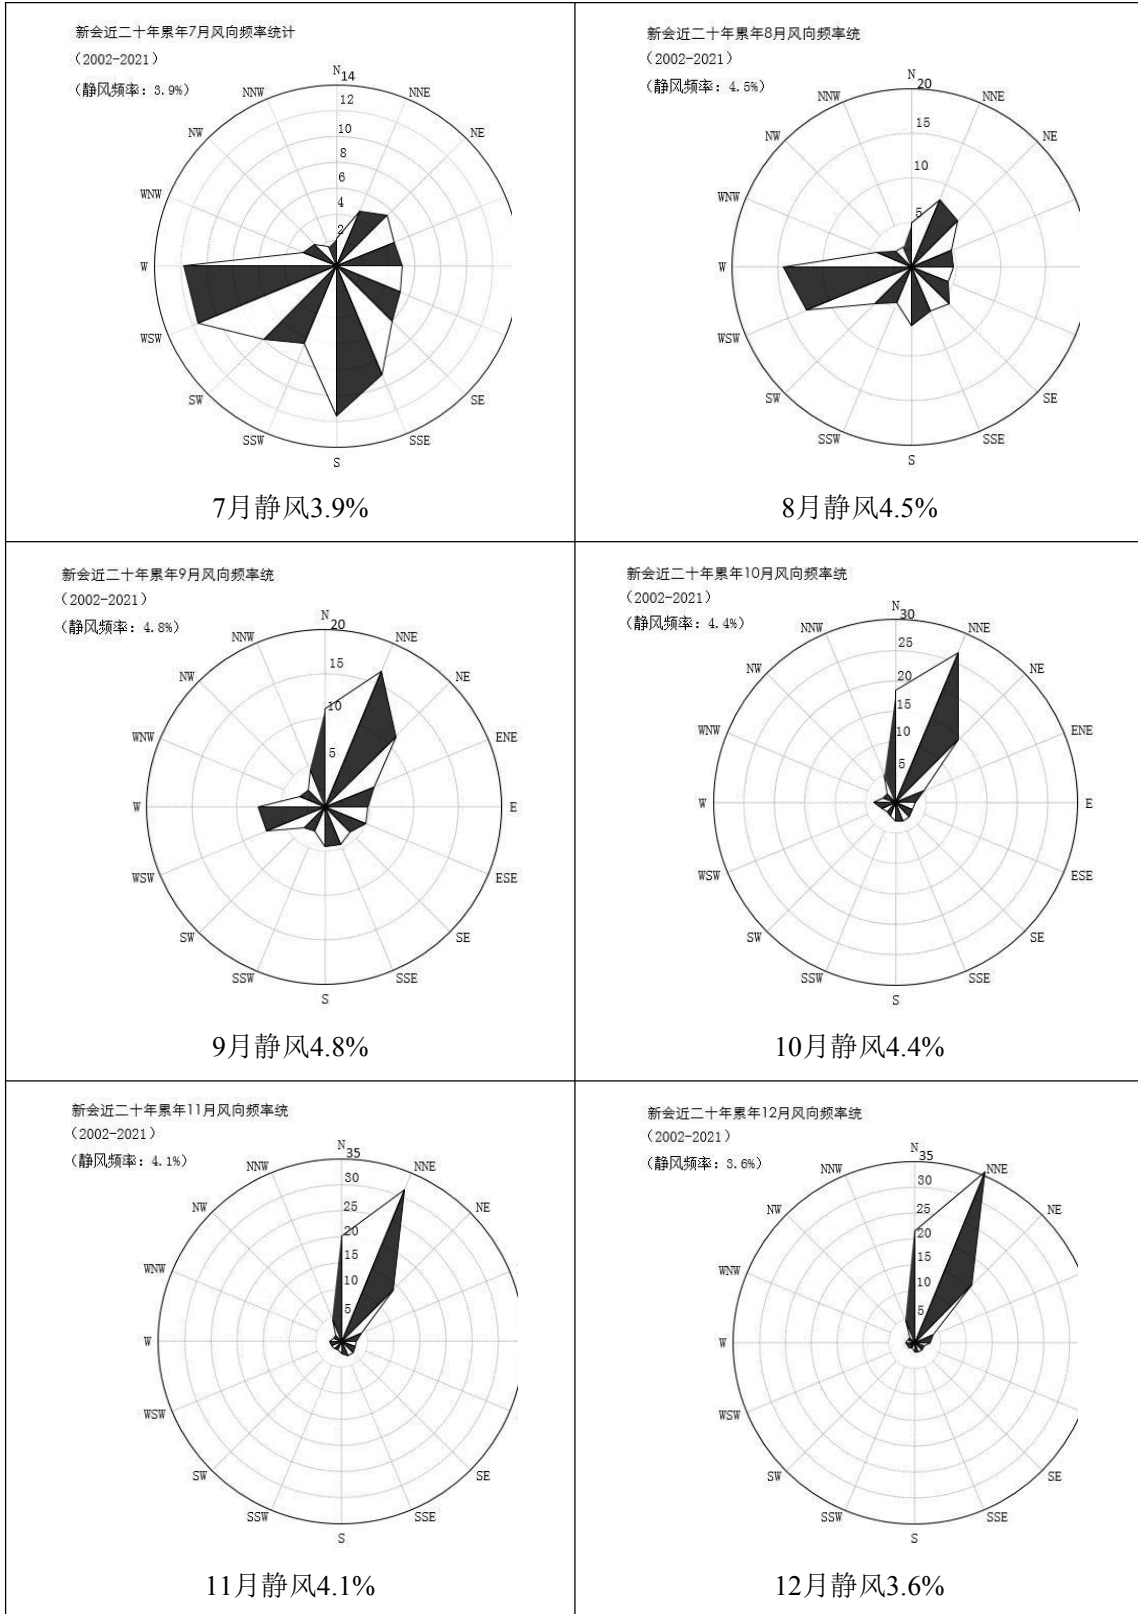 新会近二十年累年7月风向频率统计
（2002-2021）
（静风频率：3.9%）
N
14
12
10
8
6
4
2
NNE
NE
SE
SSE
S
SSW
SW
WSW
W
WNW
NW
NNW
7月静风3.9%
新会近二十年累年8月风向频率统
（2002-2021）
（静风频率：4.5%）
N
20
15
10
5
NNE
NE
SE
SSE
S
SSW
SW
WSW
W
WNW
NW
NNW
8月静风4.5%
新会近二十年累年9月风向频率统
（2002-2021）
（静风频率：4.8%）
N
20
15
10
5
NNE
NE
ENE
E
ESE
SE
SSE
S
SSW
SW
WSW
W
WNW
NW
NNW
9月静风4.8%
新会近二十年累年10月风向频率统
（2002-2021）
（静风频率：4.4%）
N
30
25
20
15
10
5
NNE
NE
ENE
E
ESE
SE
SSE
S
SSW
SW
WSW
W
WNW
NW
NNW
10月静风4.4%
新会近二十年累年11月风向频率统
（2002-2021）
（静风频率：4.1%）
N
35
30
25
20
15
10
5
NNE
NE
SE
SSE
S
SSW
SW
WSW
W
WNW
NW
NNW
11月静风4.1%
新会近二十年累年12月风向频率统
（2002-2021）
（静风频率：3.6%）
N
35
30
25
20
15
10
5
NNE
NE
SE
SSE
S
SSW
SW
WSW
W
WNW
NW
NNW
12月静风3.6%